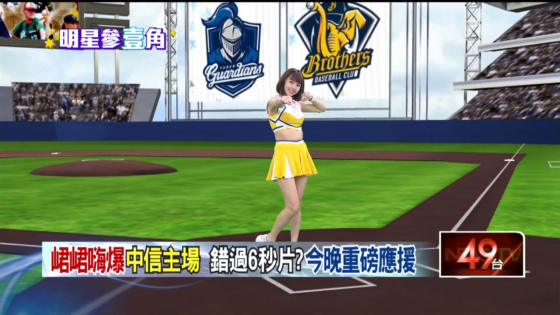 明星參壹角
FUBON
Guardians
Brothers
BASEBALL CLUB
峮峮嗨爆中信主場 錯過6秒片?今晚重磅應援
49台